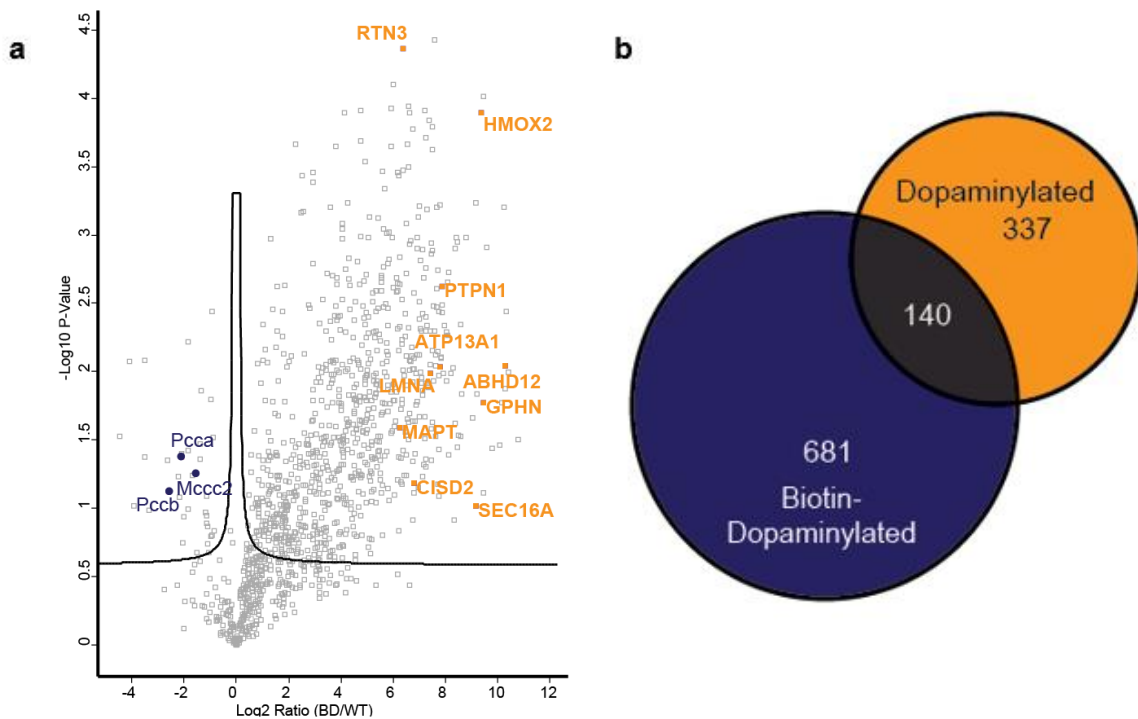 a
b
4.5
4
3.5
3
2.5
2
1.5
1
0.5
0
-Log10 P-Value
RTN3
HMOX2
PTPN1
ATP13A1
LMNA
ABHD12
GPHN
MAPT
CISD2
SEC16A
Pcca
Mccc2
Pccb
-4
-2
0
2
4
6
8
10
12
Log2 Ratio (BD/WT)
Dopaminylated
337
140
681
Biotin-
Dopaminylated